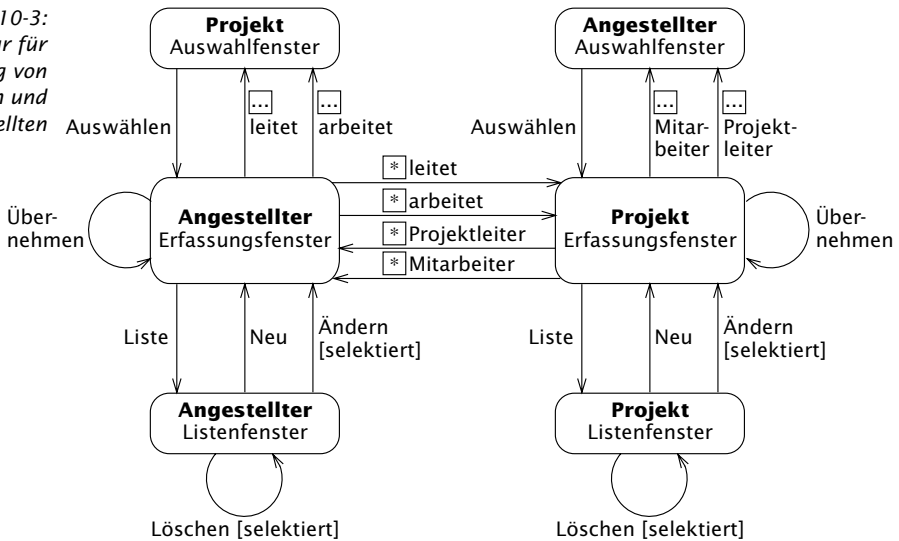 10-3:
r für
g von
n und
ellten
Projekt
Auswahlfenster
Angestellter
Auswahlfenster
Auswählen
...
leitet
...
arbeitet
Auswählen
...
Mitar-
beiter
...
Projekt-
leiter
* leitet
* arbeitet
* Projektleiter
* Mitarbeiter
Über-
nehmen
Angestellter
Erfassungsfenster
Projekt
Erfassungsfenster
Über-
nehmen
Liste
Neu
Ändern
[selektiert]
Liste
Neu
Ändern
[selektiert]
Angestellter
Listenfenster
Projekt
Listenfenster
Löschen [selektiert]
Löschen [selektiert]